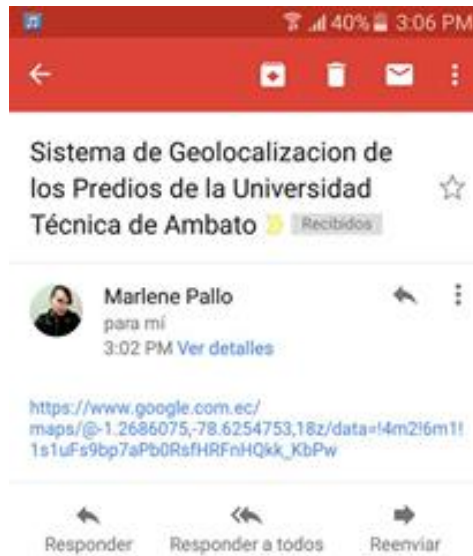 40% 3:06 PM
Sistema de Geolocalizacion de
los Predios de la Universidad
Técnica de Ambato Recibidos
Marlene Pallo
para mí
3:02 PM Ver detalles
https://www.google.com.ec/
maps/@-1.2686075,-78.6254753,18z/data=!4m2!6m1!
1s1uFs9bp7aPb0RsfHRFnHQkk_KbPw
Responder Responder a todos Reenviar